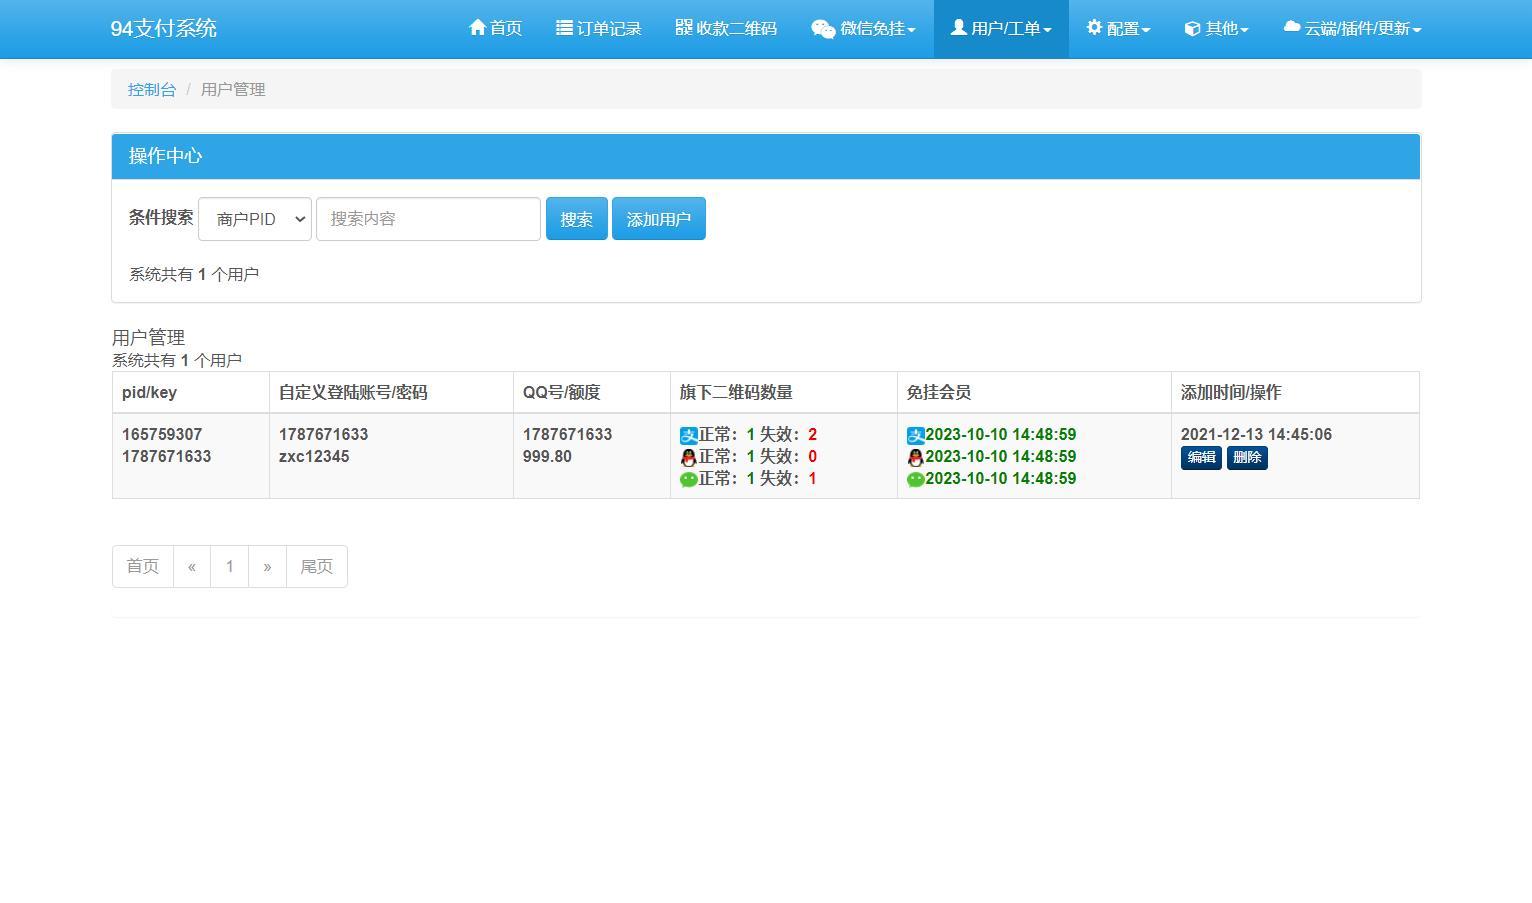 94支付系统 首页 订单记录 收款二维码 微信免挂 用户/工单 配置 其他 云端/插件/更新
控制台 / 用户管理
操作中心
条件搜索 商户PID 搜索内容 搜索 添加用户
系统共有 1 个用户
用户管理
系统共有 1 个用户
pid/key 自定义登陆账号/密码 QQ号/额度 旗下二维码数量 免挂会员 添加时间/操作
165759307 1787671633 1787671633 正常：1 失效：2 2023-10-10 14:48:59 2021-12-13 14:45:06
1787671633 zxc12345 999.80 正常：1 失效：0 2023-10-10 14:48:59 编辑 删除
正常：1 失效：1 2023-10-10 14:48:59
首页 « 1 » 尾页